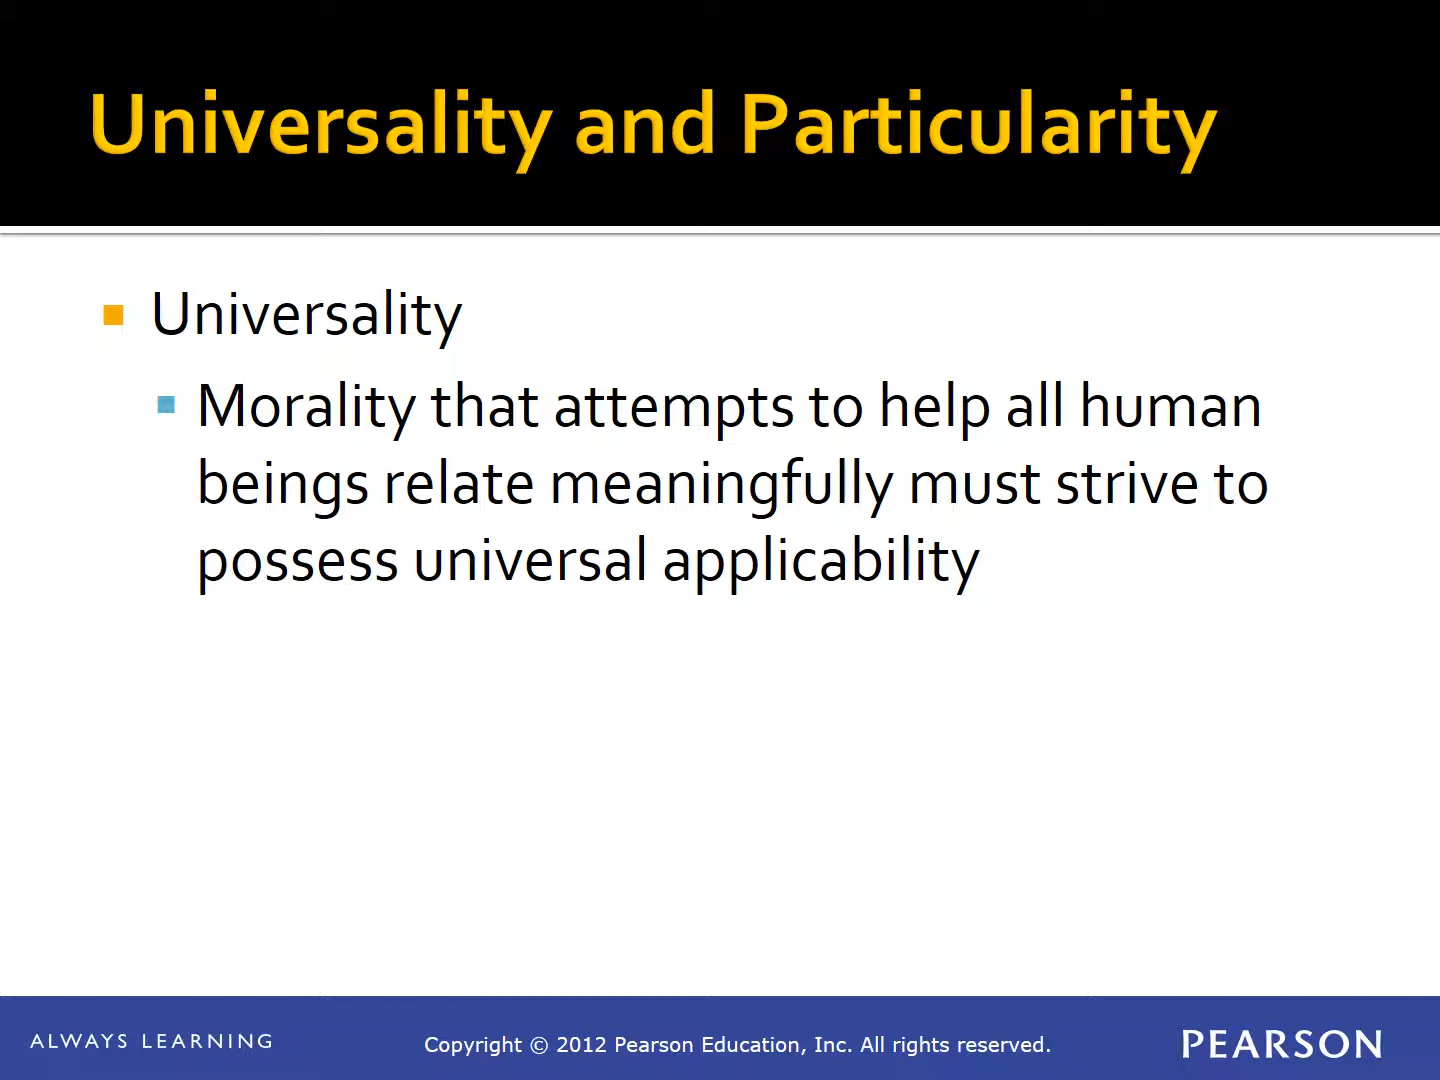 Universality and Particularity
Universality
Morality that attempts to help all human
beings relate meaningfully must strive to
possess universal applicability
ALWAYS LEARNING
Copyright © 2012 Pearson Education, Inc. All rights reserved.
PEARSON